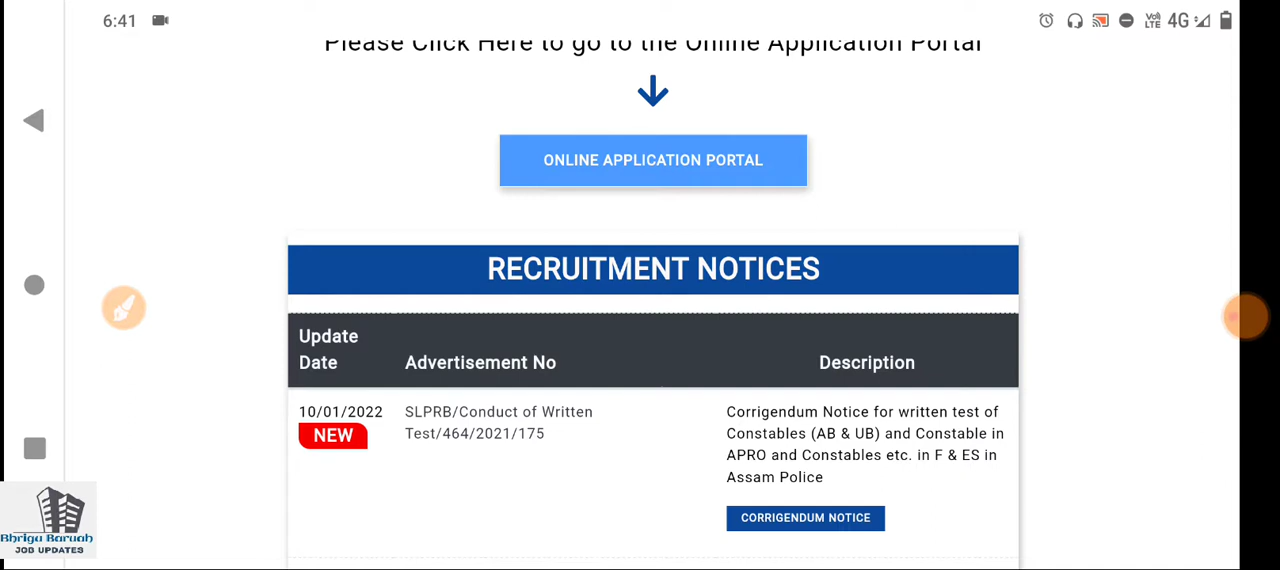 6:41
Vo)
LTE
4G
Please Click Here to go to the Online Application Portal
ONLINE APPLICATION PORTAL
RECRUITMENT NOTICES
Update
Date
Advertisement No
Description
10/01/2022
NEW
SLPRB/Conduct of Written
Test/464/2021/175
Corrigendum Notice for written test of
Constables (AB & UB) and Constable in
APRO and Constables etc. in F & ES in
Assam Police
CORRIGENDUM NOTICE
Bhrigu Baruah
JOB UPDATES